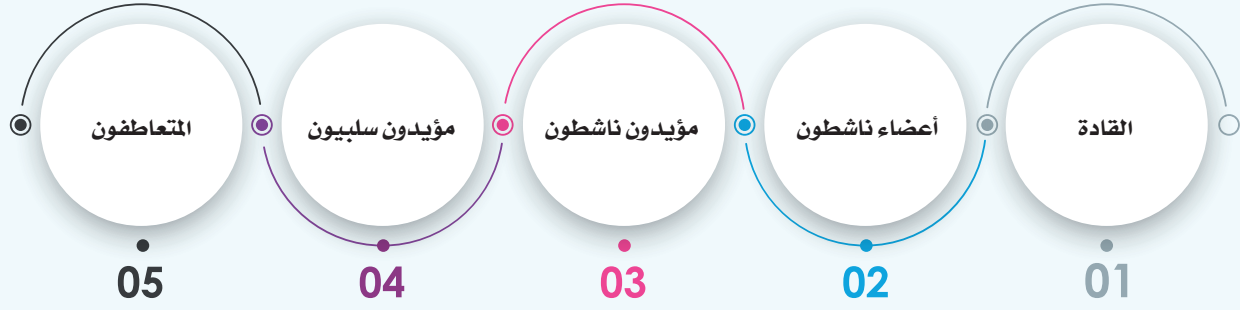 القادة
أعضاء ناشطون
مؤيدون ناشطون
مؤيدون سلبيون
المتعاطفون
01
02
03
04
05